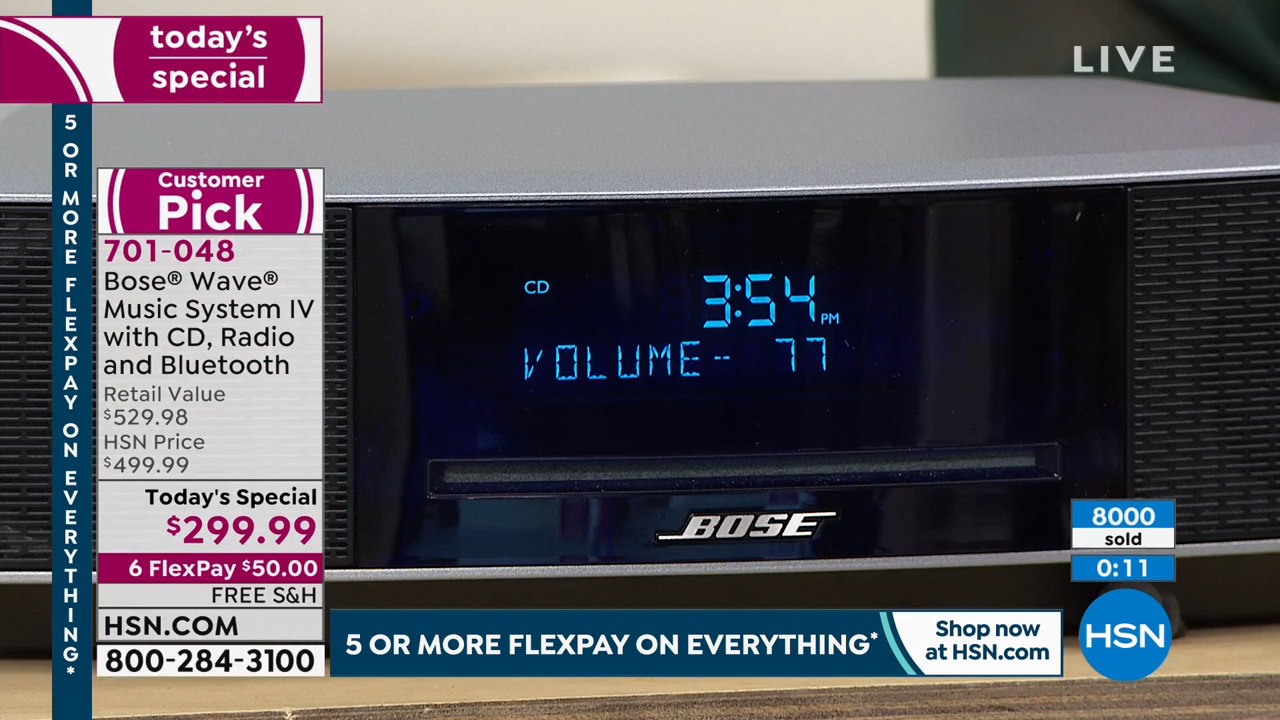 today's
special
LIVE
5 OR MORE FLEXPAY ON EVERYTHING*
Customer
Pick
701-048
Bose® Wave®
Music System IV
with CD, Radio
and Bluetooth
Retail Value
$529.98
HSN Price
$499.99
Today's Special
$299.99
6 FlexPay $50.00
FREE S&H
HSN.COM
800-284-3100
CD 3:54 PM
VOLUME- 77
BOSE
8000
sold
0:11
5 OR MORE FLEXPAY ON EVERYTHING*
Shop now
at HSN.com
HSN